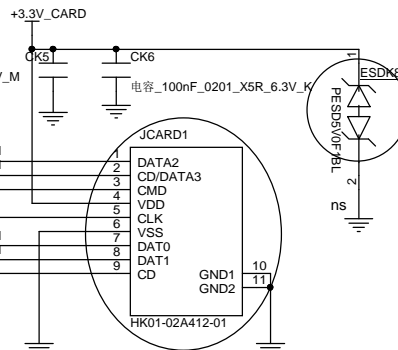 +3.3V_CARD
CK5
CK6
V_M
电容_100nF_0201_X5R_6.3V_K
1
ESDK8
PESD5V0F1BL
2
ns
JCARD1
1 DATA2
2 CD/DATA3
3 CMD
4 VDD
5 CLK
6 VSS
7 DAT0
8 DAT1
9 CD
GND1 10
GND2 11
HK01-02A412-01